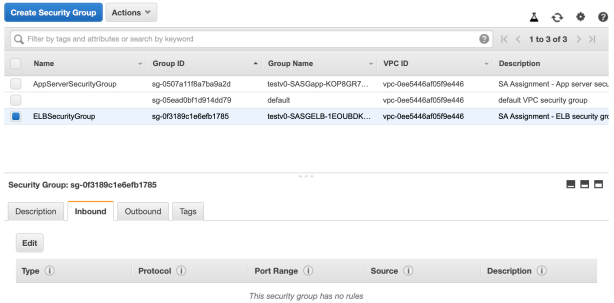 Create Security Group Actions
Filter by tags and attributes or search by keyword 1 to 3 of 3
Name Group ID Group Name VPC ID Description
AppServerSecurityGroup sg-0507a11f8a7ba9a2d testv0-SASGapp-KOP8GR7... vpc-0ee5446af05f9e446 SA Assignment - App server secu
sg-05ead0bf1d914dd79 default vpc-0ee5446af05f9e446 default VPC security group
ELBSecurityGroup sg-0f3189c1e6efb1785 testv0-SASGELB-1EOUBDK... vpc-0ee5446af05f9e446 SA Assignment - ELB security gro
Security Group: sg-0f3189c1e6efb1785
Description Inbound Outbound Tags
Edit
Type Protocol Port Range Source Description
This security group has no rules